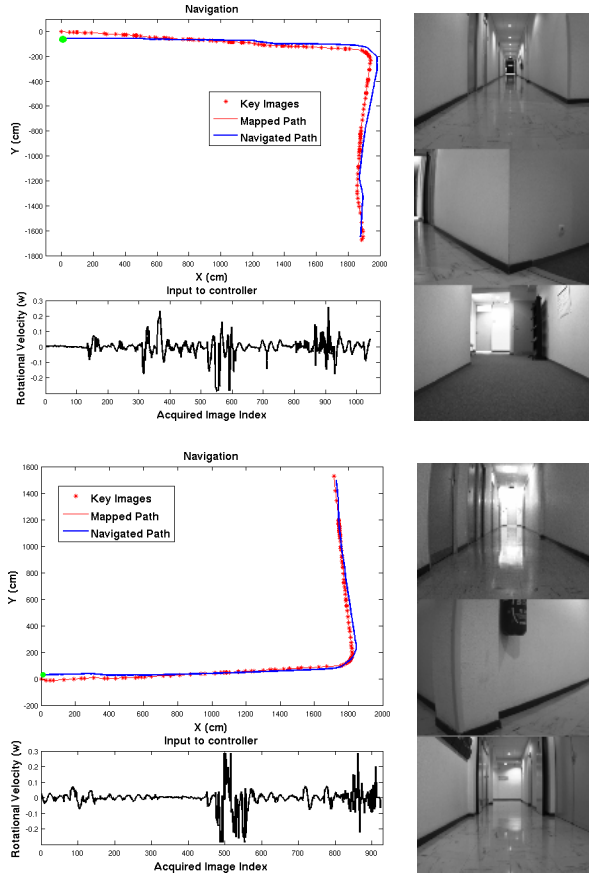 Navigation
100
0
-200
-400
-600
-800
-1000
-1200
-1400
-1600
-1800
Y (cm)
Key Images
Mapped Path
Navigated Path
0 200 400 600 800 1000 1200 1400 1600 1800 2000
X (cm)
Input to controller
0.3
0.2
0.1
0
-0.1
-0.2
Rotational Velocity (w)
0 100 200 300 400 500 600 700 800 900 1000
Acquired Image Index
Navigation
1600
1400
1200
1000
800
600
400
200
0
-200
Y (cm)
Key Images
Mapped Path
Navigated Path
0 200 400 600 800 1000 1200 1400 1600 1800 2000
X (cm)
Input to controller
0.3
0.2
0.1
0
-0.1
-0.2
Rotational Velocity (w)
0 100 200 300 400 500 600 700 800 900
Acquired Image Index